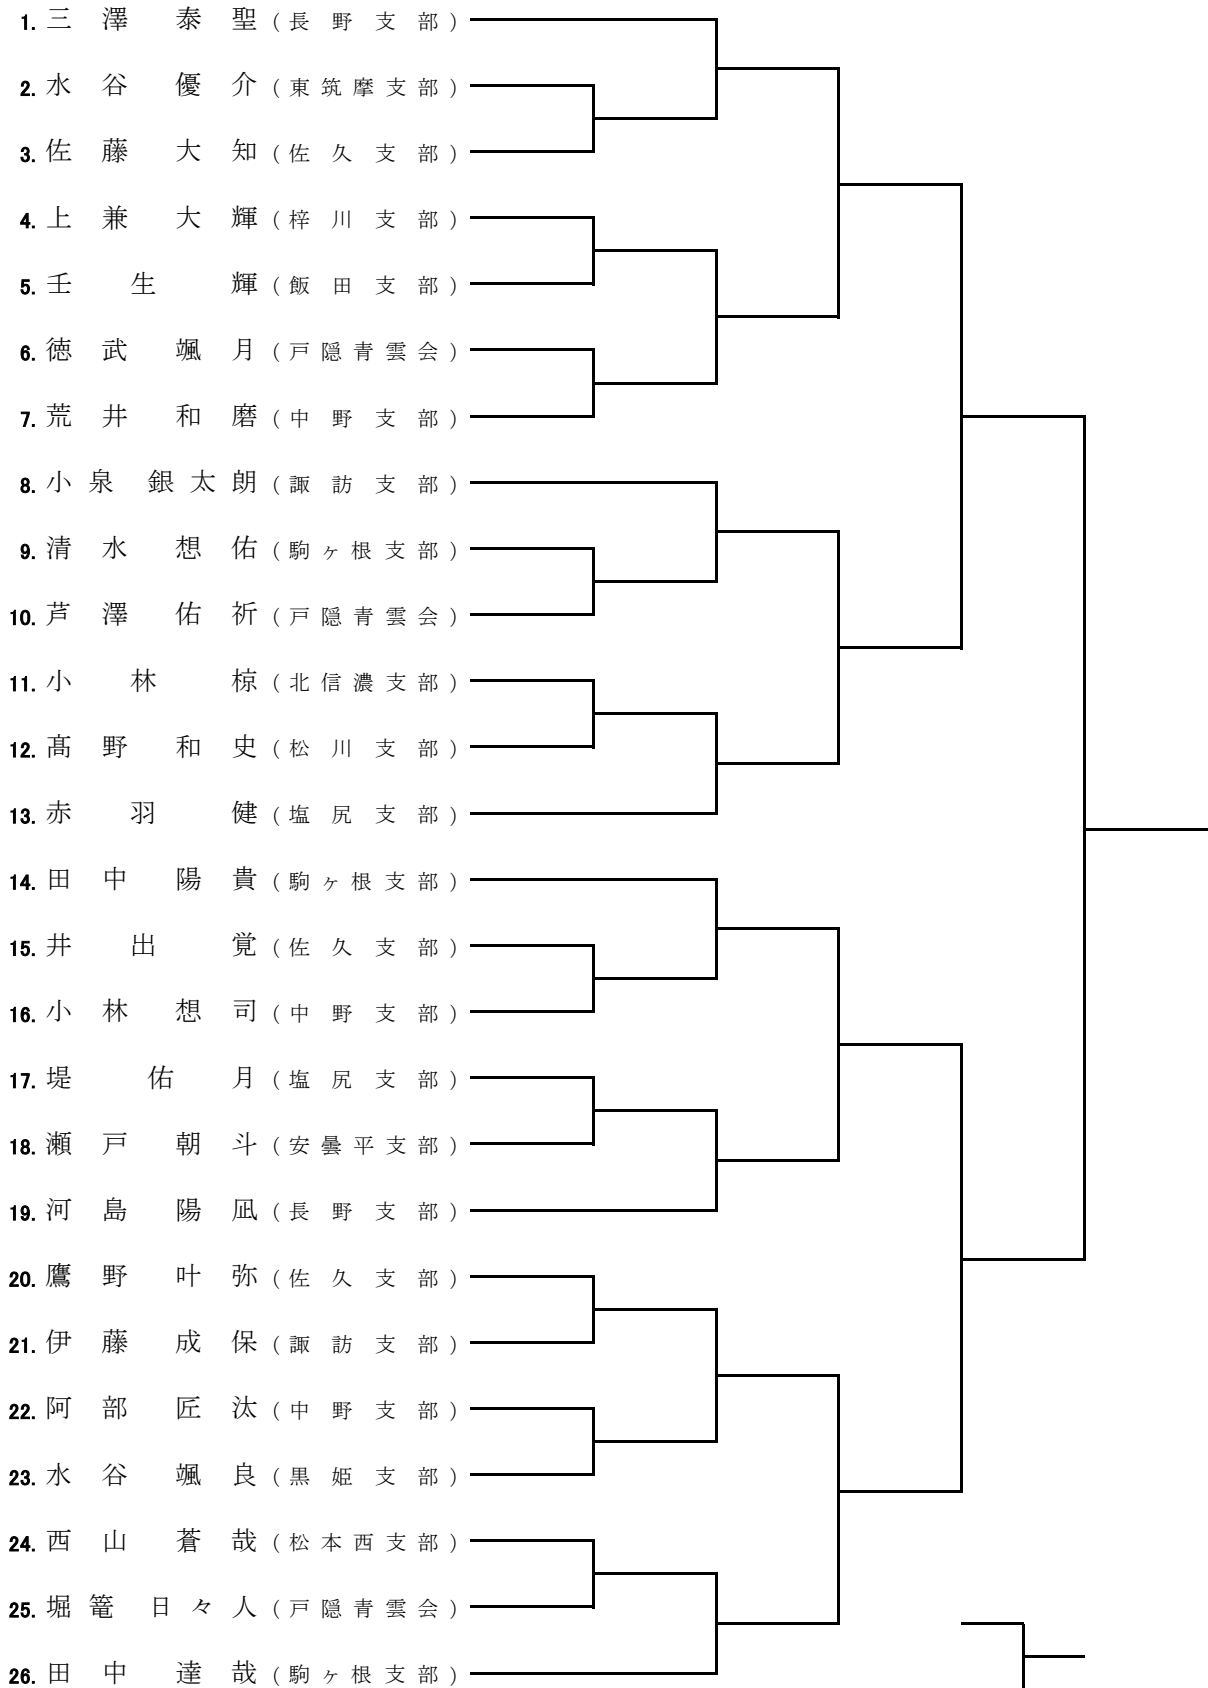 1. 三澤 泰聖 (長野支部)
2. 水谷 優介 (東筑摩支部)
3. 佐藤 大知 (佐久支部)
4. 上兼 大輝 (梓川支部)
5. 壬生 輝 (飯田支部)
6. 徳武 颯月 (戸隠青雲会)
7. 荒井 和磨 (中野支部)
8. 小泉 銀太朗 (諏訪支部)
9. 清水 想佑 (駒ヶ根支部)
10. 芦澤 佑祈 (戸隠青雲会)
11. 小林 椋 (北信濃支部)
12. 髙野 和史 (松川支部)
13. 赤羽 健 (塩尻支部)
14. 田中 陽貴 (駒ヶ根支部)
15. 井出 覚 (佐久支部)
16. 小林 想司 (中野支部)
17. 堤 佑月 (塩尻支部)
18. 瀬戸 朝斗 (安曇平支部)
19. 河島 陽凪 (長野支部)
20. 鷹野 叶弥 (佐久支部)
21. 伊藤 成保 (諏訪支部)
22. 阿部 匠汰 (中野支部)
23. 水谷 颯良 (黒姫支部)
24. 西山 蒼哉 (松本西支部)
25. 堀篭 日々人 (戸隠青雲会)
26. 田中 達哉 (駒ヶ根支部)